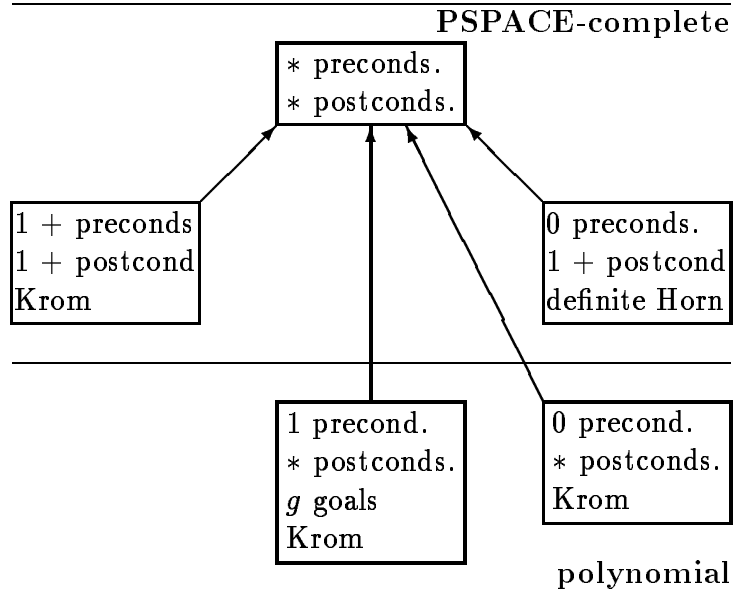 PSPACE-complete
* preconds.
* postconds.
1 + preconds
1 + postcond
Krom
0 preconds.
1 + postcond
definite Horn
1 precond.
* postconds.
g goals
Krom
0 precond.
* postconds.
Krom
polynomial